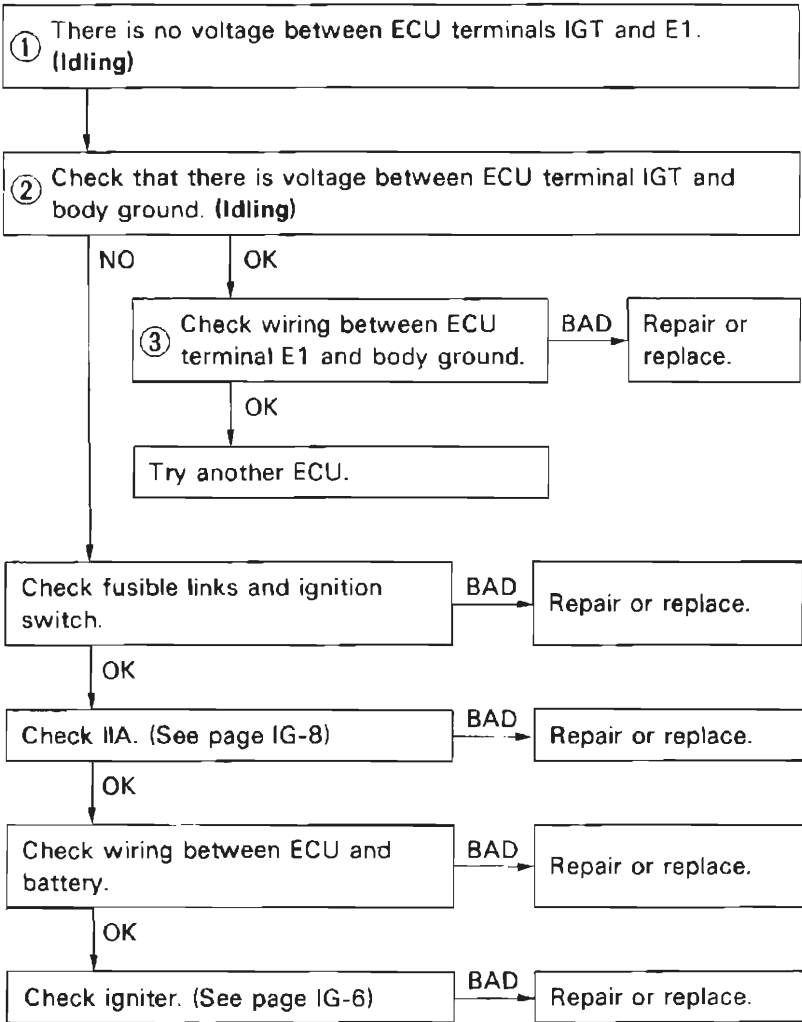 ① There is no voltage between ECU terminals IGT and E1.
(Idling)
② Check that there is voltage between ECU terminal IGT and
body ground. (Idling)
NO
OK
③ Check wiring between ECU
terminal E1 and body ground.
BAD
Repair or
replace.
OK
Try another ECU.
Check fusible links and ignition
switch.
BAD
Repair or replace.
OK
Check IIA. (See page IG-8)
BAD
Repair or replace.
OK
Check wiring between ECU and
battery.
BAD
Repair or replace.
OK
Check igniter. (See page IG-6)
BAD
Repair or replace.